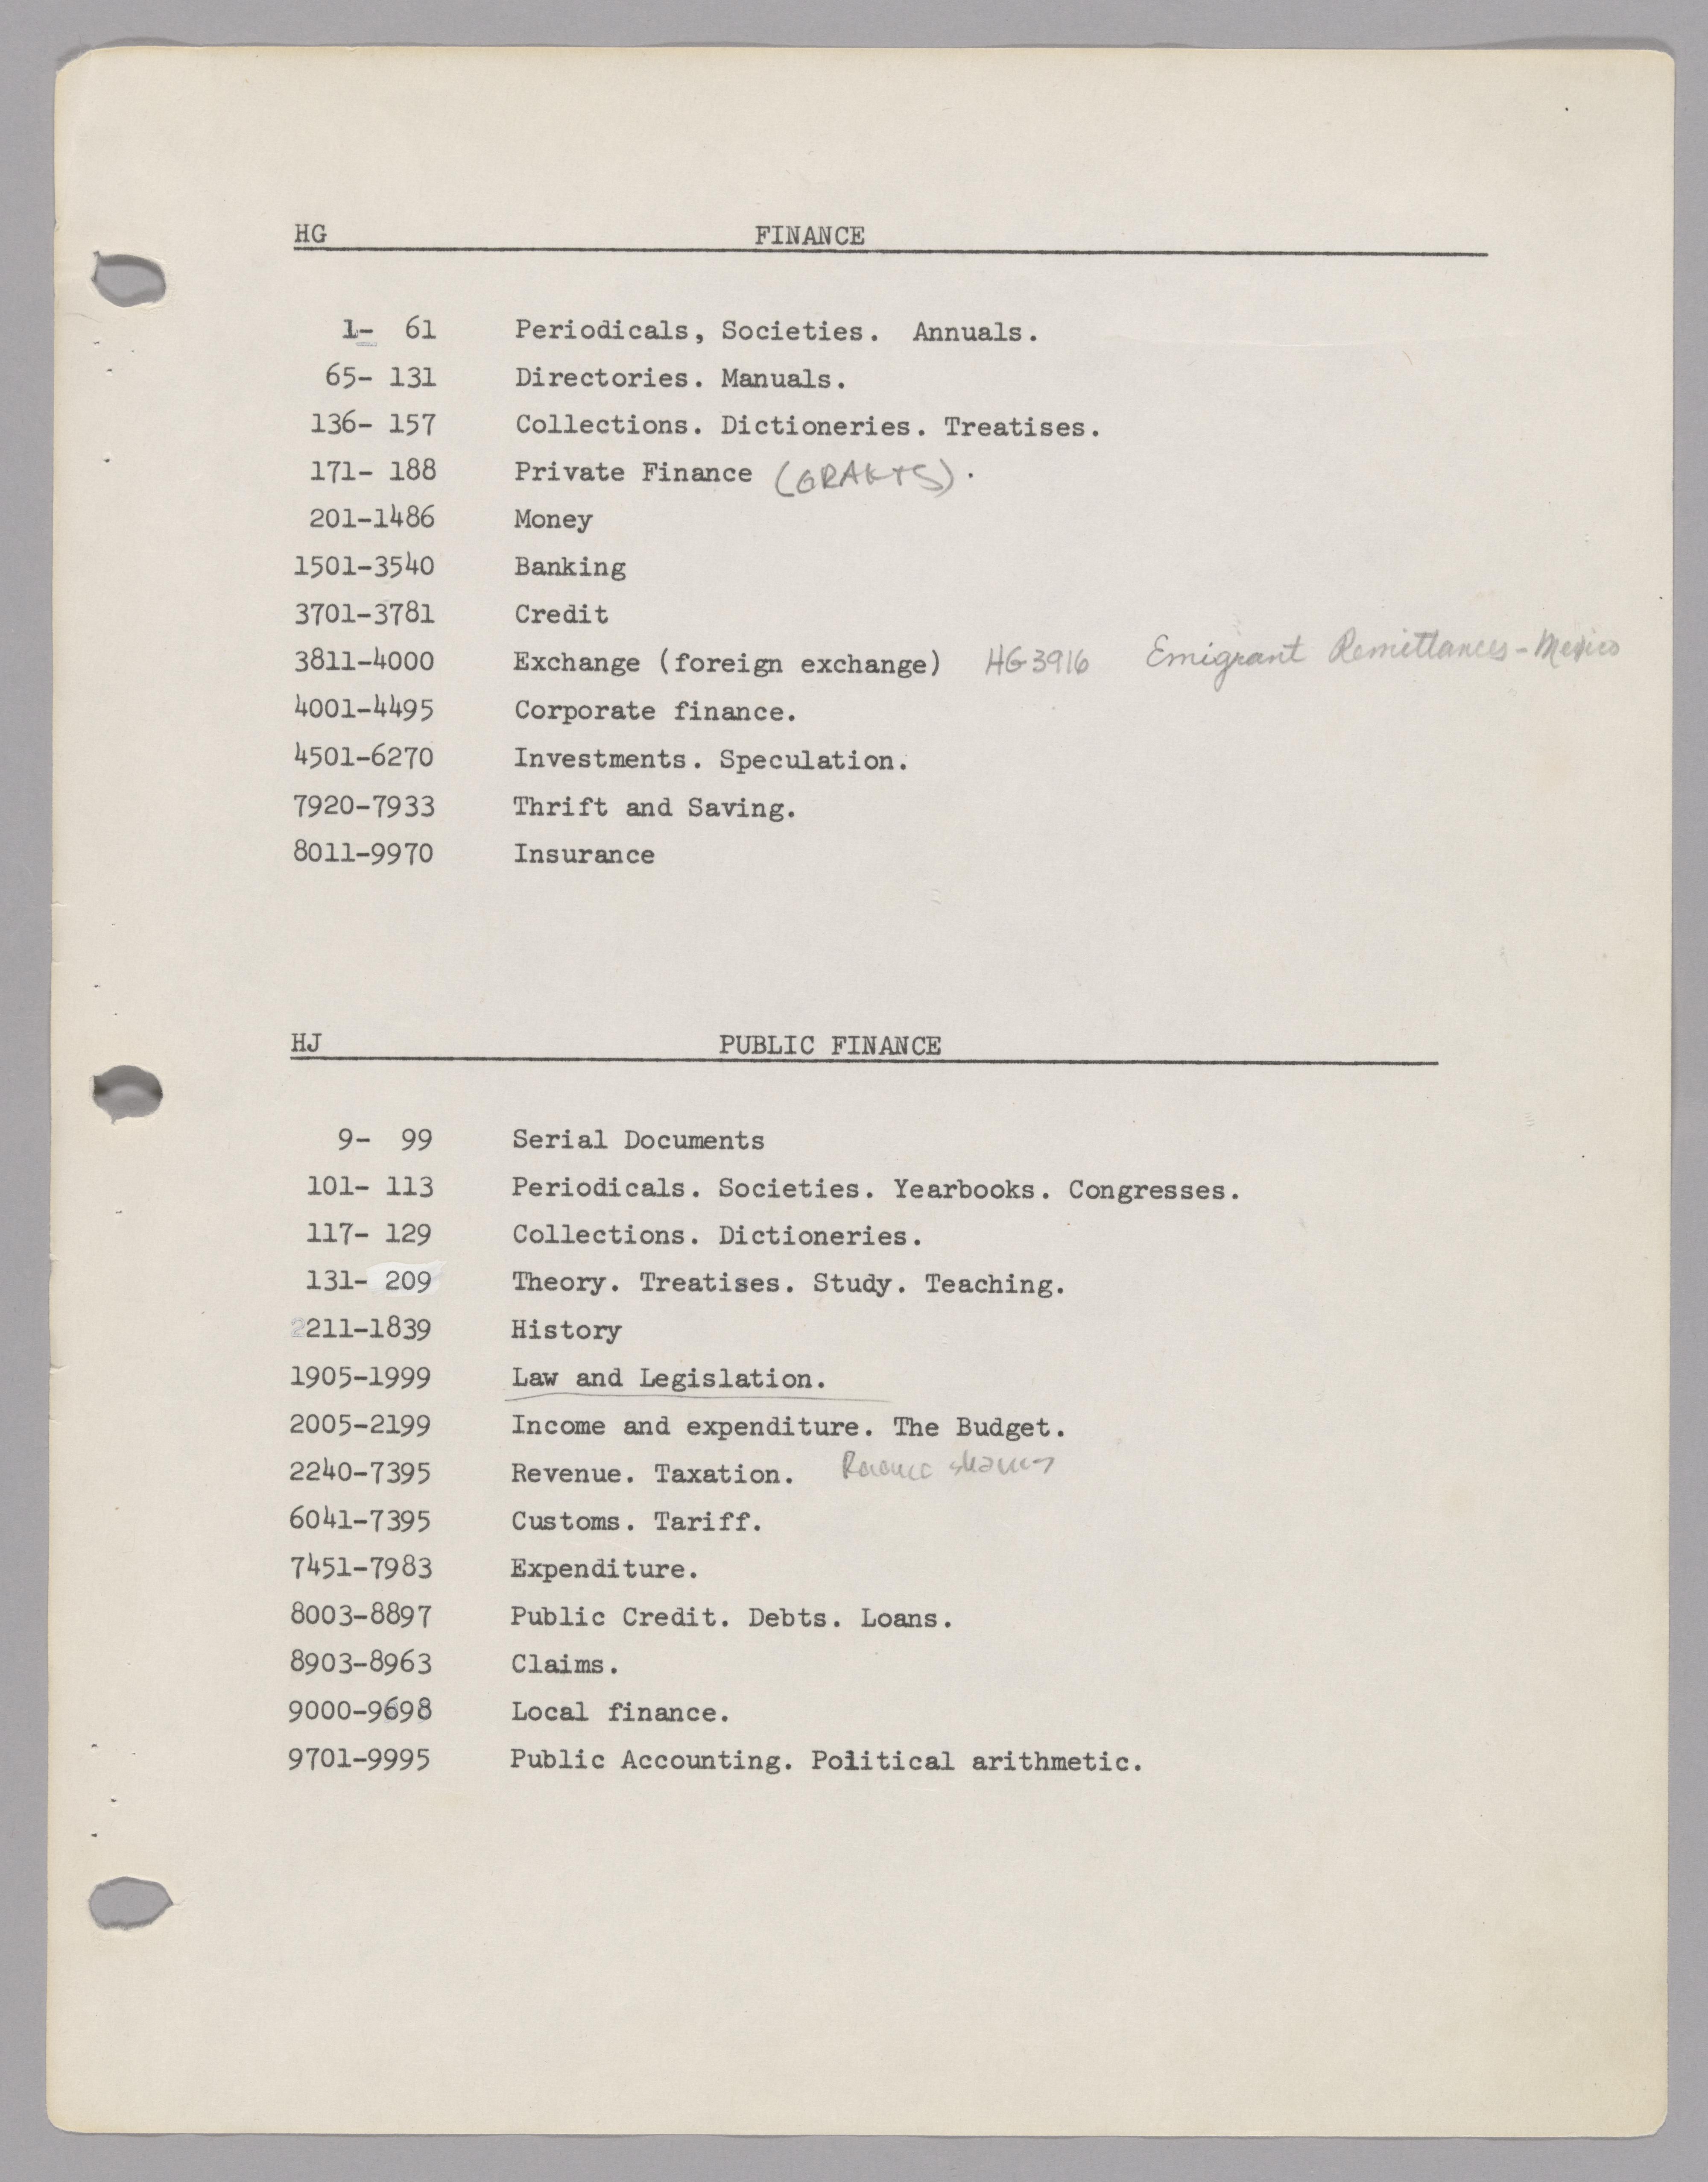 HG FINANCE
1- 61 Periodicals, Societies. Annuals.
65- 131 Directories. Manuals.
136- 157 Collections. Dictioneries. Treatises.
171- 188 Private Finance (GRANTS).
201-1486 Money
1501-3540 Banking
3701-3781 Credit
3811-4000 Exchange (foreign exchange) HG3916 Emigrant Remittances - Mexico
4001-4495 Corporate finance.
4501-6270 Investments. Speculation.
7920-7933 Thrift and Saving.
8011-9970 Insurance
HJ PUBLIC FINANCE
9- 99 Serial Documents
101- 113 Periodicals. Societies. Yearbooks. Congresses.
117- 129 Collections. Dictioneries.
131- 209 Theory. Treatises. Study. Teaching.
2211-1839 History
1905-1999 Law and Legislation.
2005-2199 Income and expenditure. The Budget.
2240-7395 Revenue. Taxation. Revenue sharing
6041-7395 Customs. Tariff.
7451-7983 Expenditure.
8003-8897 Public Credit. Debts. Loans.
8903-8963 Claims.
9000-9698 Local finance.
9701-9995 Public Accounting. Political arithmetic.